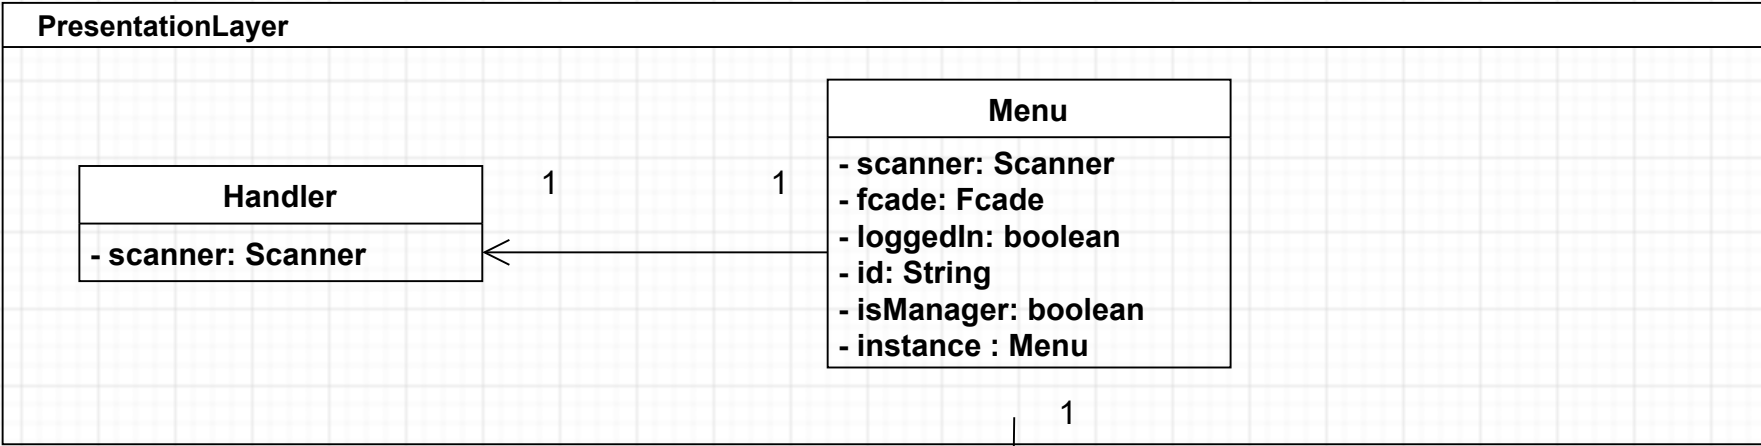 PresentationLayer
Menu
- scanner: Scanner
- fcade: Fcade
- loggedIn: boolean
- id: String
- isManager: boolean
- instance : Menu
Handler
- scanner: Scanner
1
1
1